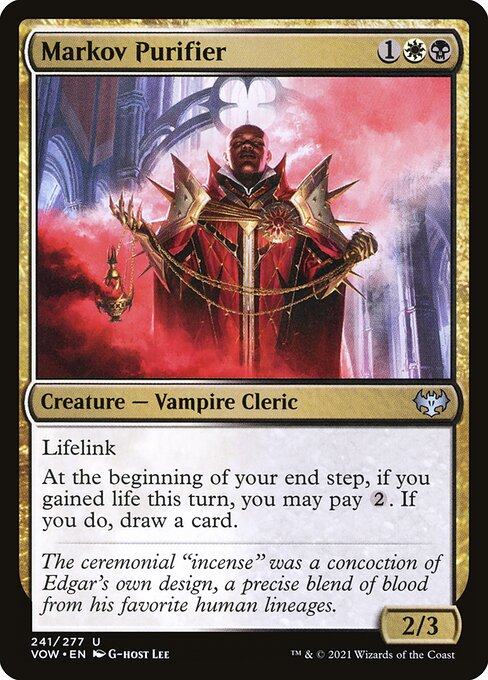 Markov Purifier 1
Creature — Vampire Cleric
Lifelink
At the beginning of your end step, if you
gained life this turn, you may pay 2. If
you do, draw a card.
The ceremonial “incense” was a concoction of
Edgar’s own design, a precise blend of blood
from his favorite human lineages.
2/3
241/277 U
VOW • EN G-HOST LEE ™ & © 2021 Wizards of the Coast